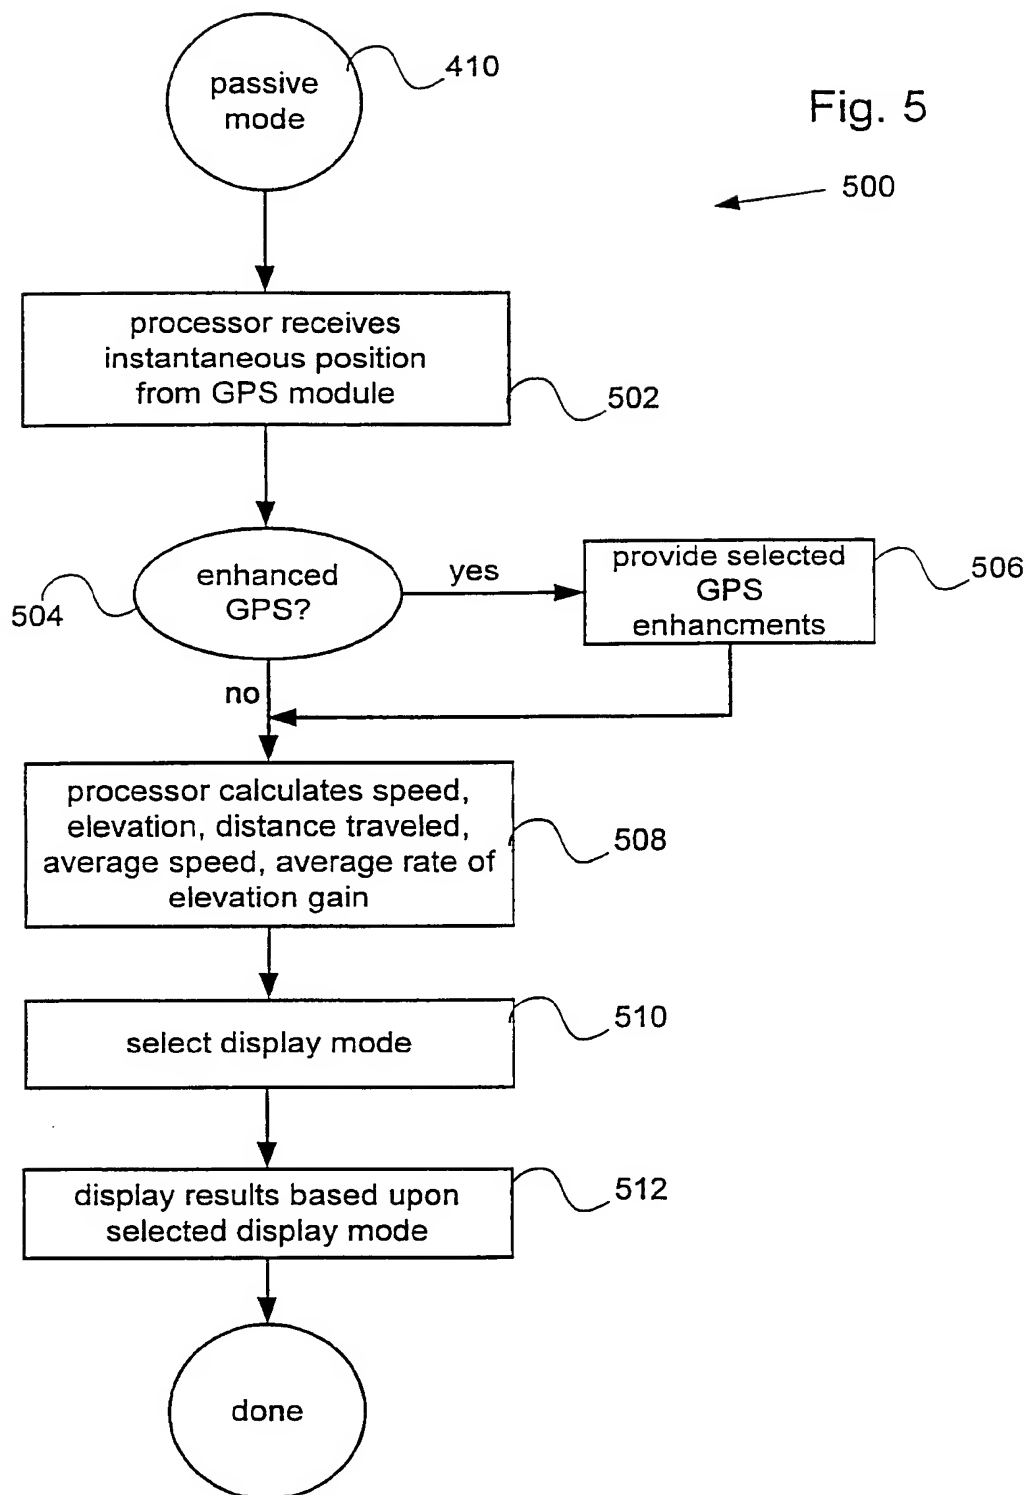 passive
mode
410
Fig. 5
500
processor receives
instantaneous position
from GPS module
502
enhanced
GPS?
504
yes
provide selected
GPS
enhancments
506
no
processor calculates speed,
elevation, distance traveled,
average speed, average rate of
elevation gain
508
select display mode
510
display results based upon
selected display mode
512
done